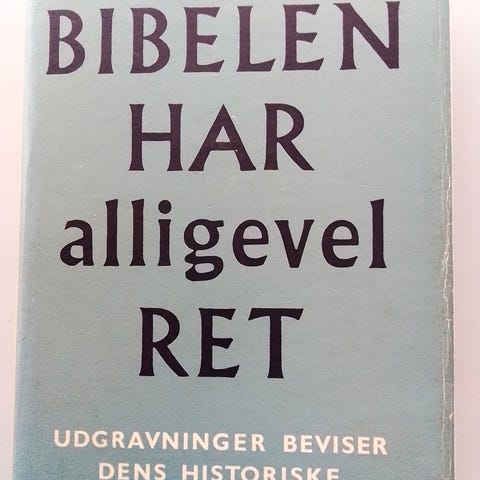 BIBELEN
HAR
alligevel
RET
UDGRAVNINGER BEVISER
DENS HISTORISKE